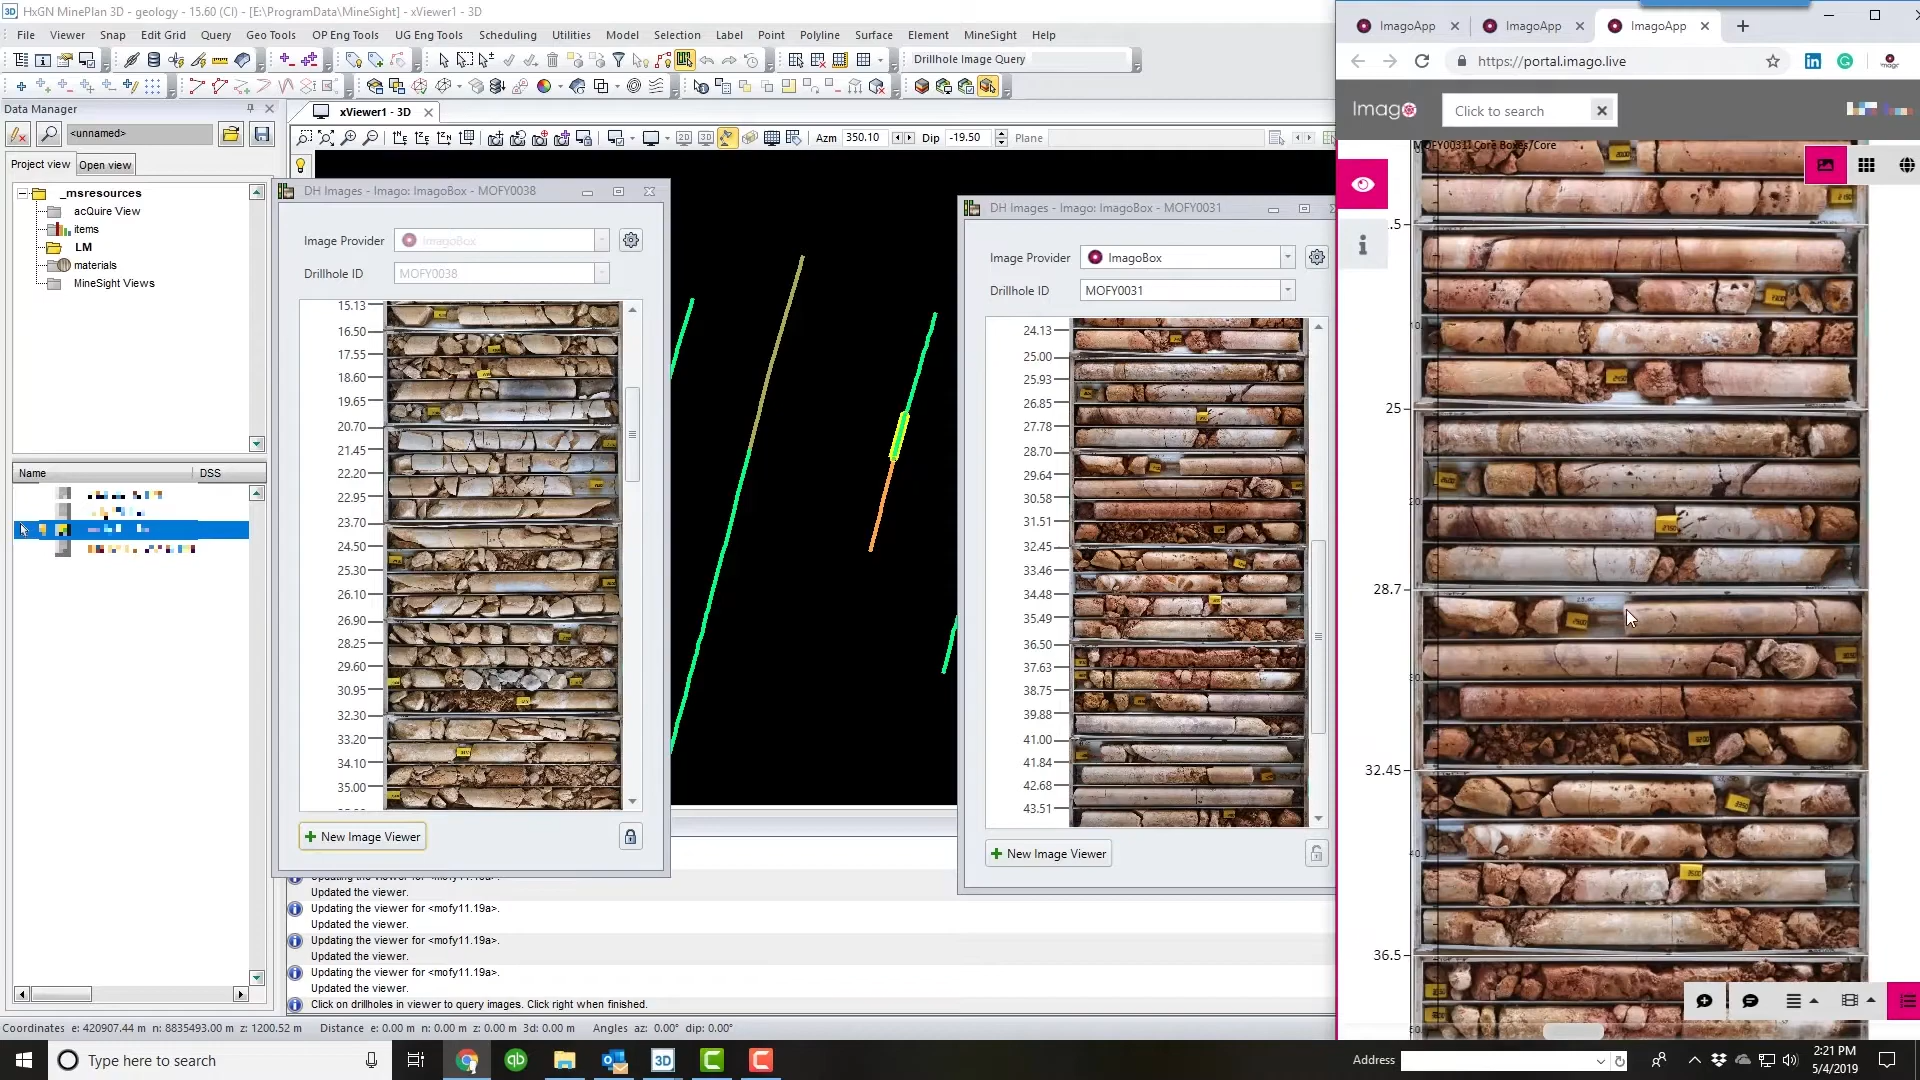 HxGN MinePlan 3D - geology - 15.60 (CI) - [E:\ProgramData\MineSight] - xViewer1 - 3D
File Viewer Snap Edit Grid Query Geo Tools OP Eng Tools UG Eng Tools Scheduling Utilities Model Selection Label Point Polyline Surface Element MineSight Help
Drillhole Image Query
Data Manager
<unnamed>
Project view Open view
_msresources
acQuire View
items
LM
materials
MineSight Views
Name DSS
xViewer1 - 3D
Azm 350.10 Dip -19.50 Plane
DH Images - Imago: ImagoBox - MOFY0038
Image Provider ImagoBox
Drillhole ID MOFY0038
15.13
16.50
17.55
18.60
19.65
20.70
21.45
22.20
22.95
23.70
24.50
25.30
26.10
26.90
28.25
29.60
30.95
32.30
33.20
34.10
35.00
New Image Viewer
DH Images - Imago: ImagoBox - MOFY0031
Image Provider ImagoBox
Drillhole ID MOFY0031
24.13
25.00
25.93
26.85
27.78
28.70
29.64
30.58
31.51
32.45
33.46
34.48
35.49
36.50
37.63
38.75
39.88
41.00
41.84
42.68
43.51
New Image Viewer
Updating the viewer for <mofy11.19a>.
Updated the viewer.
Updating the viewer for <mofy11.19a>.
Updated the viewer.
Updating the viewer for <mofy11.19a>.
Updated the viewer.
Updating the viewer for <mofy11.19a>.
Updated the viewer.
Click on drillholes in viewer to query images. Click right when finished.
Coordinates e: 420907.44 m n: 8835493.00 m z: 1200.52 m Distance e: 0.00 m n: 0.00 m z: 0.00 m 3d: 0.00 m Angles az: 0.00° dip: 0.00°
ImagoApp ImagoApp ImagoApp
https://portal.imago.live
Imago Click to search
25
28.7
32.45
36.5
Type here to search
Address
2:21 PM
5/4/2019